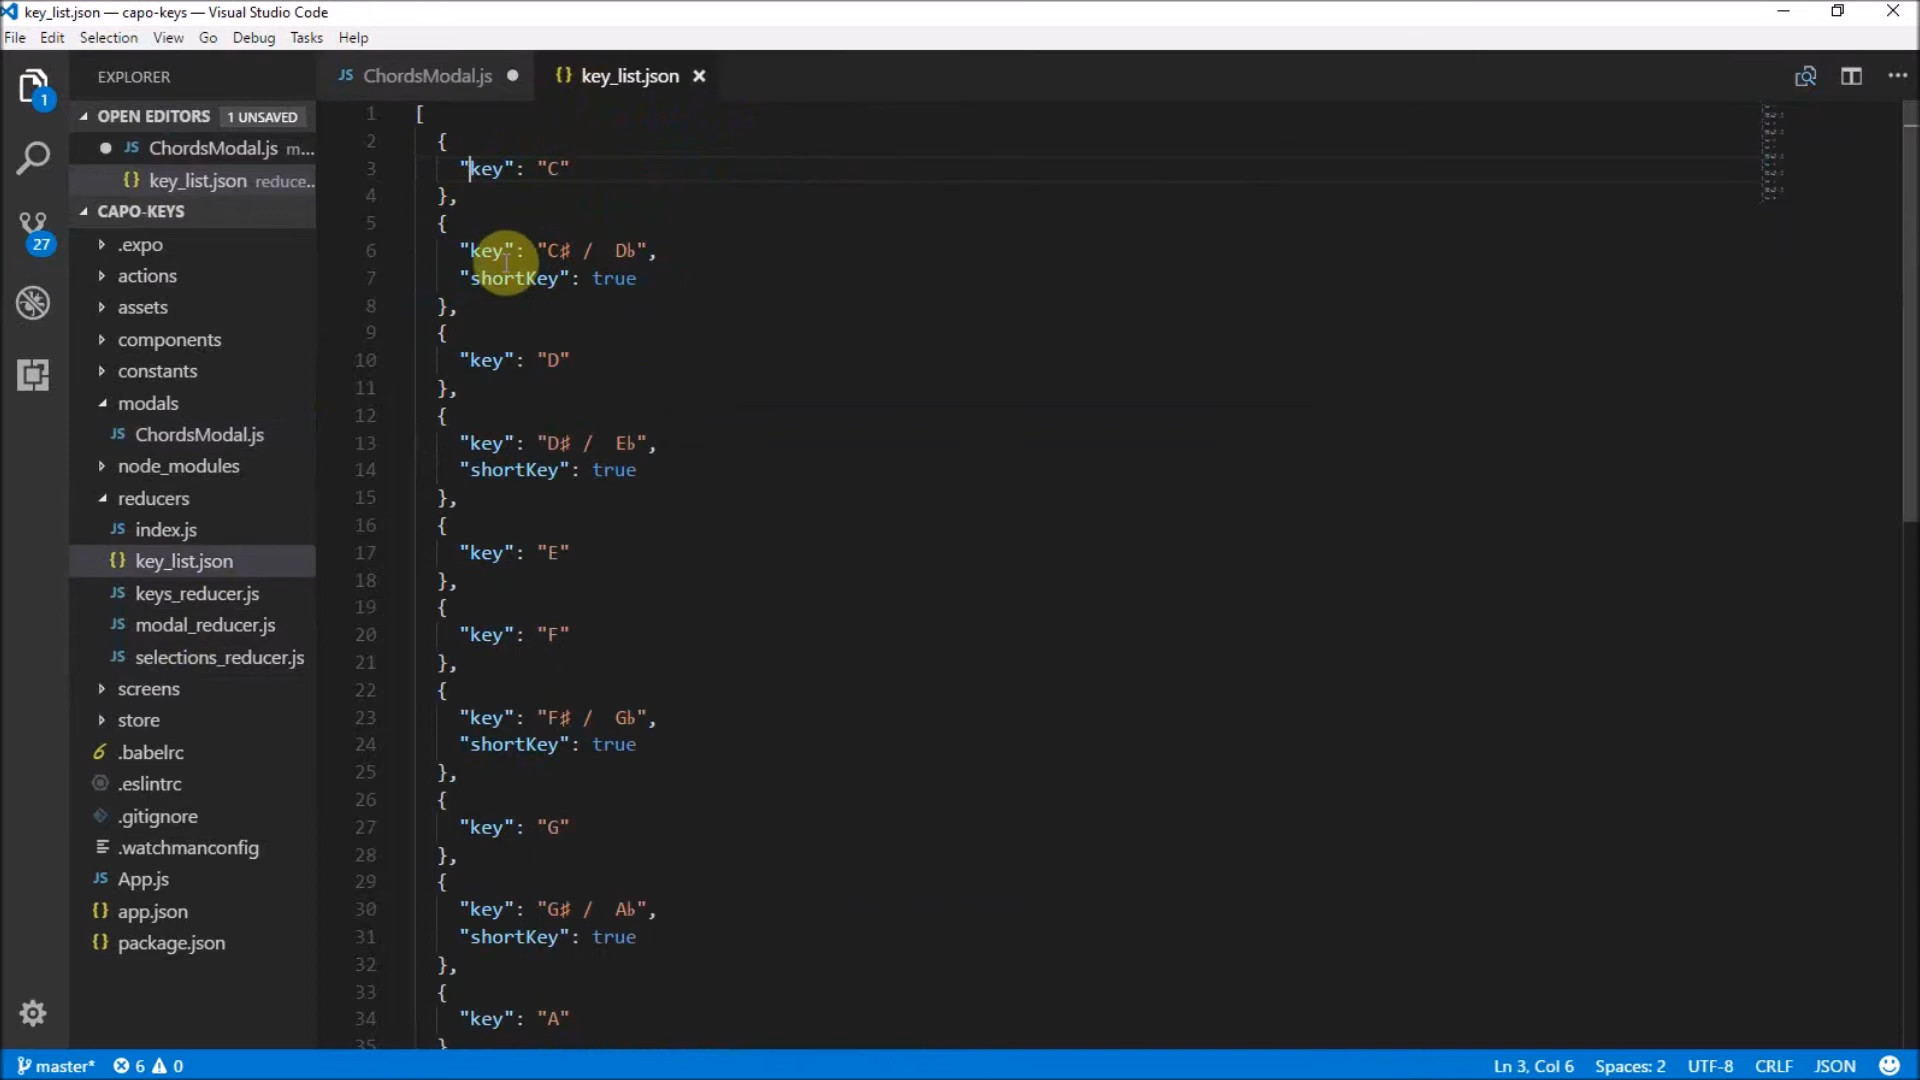 key_list.json — capo-keys — Visual Studio Code
File Edit Selection View Go Debug Tasks Help
1
27
EXPLORER
OPEN EDITORS 1 UNSAVED
JS ChordsModal.js m...
{} key_list.json reduce...
CAPO-KEYS
.expo
actions
assets
components
constants
modals
JS ChordsModal.js
node_modules
reducers
JS index.js
{} key_list.json
JS keys_reducer.js
JS modal_reducer.js
JS selections_reducer.js
screens
store
.babelrc
.eslintrc
.gitignore
.watchmanconfig
JS App.js
{} app.json
{} package.json
JS ChordsModal.js {} key_list.json
1 [
2 {
3 "key": "C"
4 },
5 {
6 "key": "C♯ / D♭",
7 "shortKey": true
8 },
9 {
10 "key": "D"
11 },
12 {
13 "key": "D♯ / E♭",
14 "shortKey": true
15 },
16 {
17 "key": "E"
18 },
19 {
20 "key": "F"
21 },
22 {
23 "key": "F♯ / G♭",
24 "shortKey": true
25 },
26 {
27 "key": "G"
28 },
29 {
30 "key": "G♯ / A♭",
31 "shortKey": true
32 },
33 {
34 "key": "A"
35 }
master* 6 0 Ln 3, Col 6 Spaces: 2 UTF-8 CRLF JSON